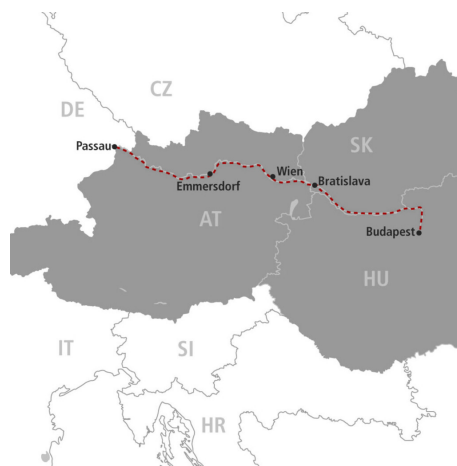 CZ
DE
Passau
SK
Wien
Emmersdorf
Bratislava
AT
Budapest
HU
IT
SI
HR